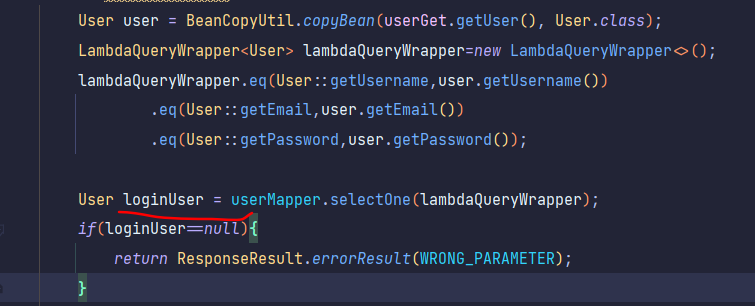 User user = BeanCopyUtil.copyBean(userGet.getUser(), User.class);
LambdaQueryWrapper<User> lambdaQueryWrapper=new LambdaQueryWrapper<>();
lambdaQueryWrapper.eq(User::getUsername,user.getUsername())
.eq(User::getEmail,user.getEmail())
.eq(User::getPassword,user.getPassword());
User loginUser = userMapper.selectOne(lambdaQueryWrapper);
if(loginUser==null){
return ResponseResult.errorResult(WRONG_PARAMETER);
}